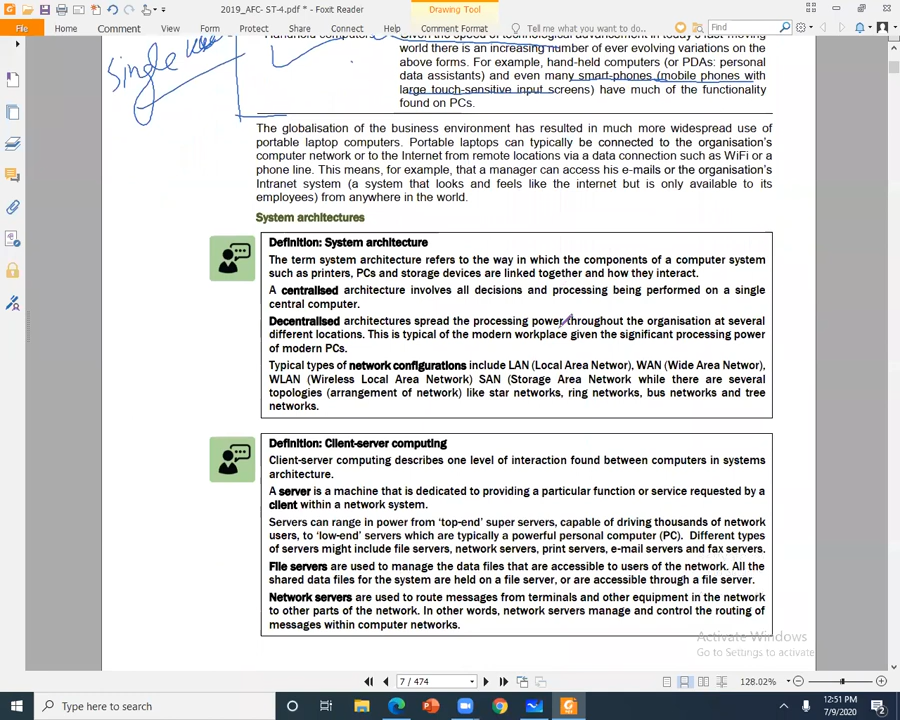 2019_AFC- ST-4.pdf * - Foxit Reader
Drawing Tool
File
Home
View
Form
Protect
Connect
Help
Comment Format
Tell me what you want to do
Find
Single
world there is an increasing number of ever evolving variations on the
above forms. For example, hand-held computers (or PDAs: personal
data assistants) and even many smart-phones (mobile phones with
large touch-sensitive input screens) have much of the functionality
found on PCs.
The globalisation of the business environment has resulted in much more widespread use of
portable laptop computers. Portable laptops can typically be connected to the organisation's
computer network or to the Internet from remote locations via a data connection such as WiFi or a
phone line. This means, for example, that a manager can access his e-mails or the organisation's
Intranet system (a system that looks and feels like the internet but is only available to its
employees) from anywhere in the world.
System architectures
Definition: System architecture
The term system architecture refers to the way in which the components of a computer system
such as printers, PCs and storage devices are linked together and how they interact.
A centralised architecture involves all decisions and processing being performed on a single
central computer.
Decentralised architectures spread the processing power throughout the organisation at several
different locations. This is typical of the modern workplace given the significant processing power
of modern PCs.
Typical types of network configurations include LAN (Local Area Networ), WAN (Wide Area Networ),
WLAN (Wireless Local Area Network) SAN (Storage Area Network while there are several
topologies (arrangement of network) like star networks, ring networks, bus networks and tree
networks.
Definition: Client-server computing
Client-server computing describes one level of interaction found between computers in systems
architecture.
A server is a machine that is dedicated to providing a particular function or service requested by a
client within a network system.
Servers can range in power from 'top-end' super servers, capable of driving thousands of network
users, to 'low-end' servers which are typically a powerful personal computer (PC). Different types
of servers might include file servers, network servers, print servers, e-mail servers and fax servers.
File servers are used to manage the data files that are accessible to users of the network. All the
shared data files for the system are held on a file server, or are accessible through a file server.
Network servers are used to route messages from terminals and other equipment in the network
to other parts of the network. In other words, network servers manage and control the routing of
messages within computer networks.
Activate Windows
Go to Settings to activate
7 / 474
128.02%
Type here to search
12:51 PM
7/9/2020